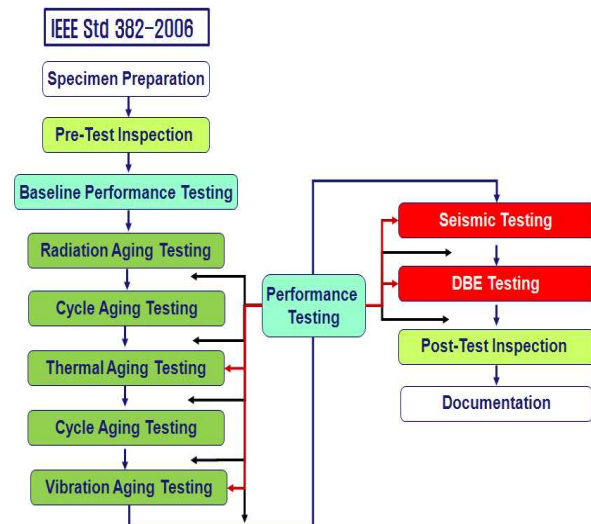 IEEE Std 382-2006
Specimen Preparation
Pre-Test Inspection
Baseline Performance Testing
Radiation Aging Testing
Cycle Aging Testing
Thermal Aging Testing
Cycle Aging Testing
Vibration Aging Testing
Performance
Testing
Seismic Testing
DBE Testing
Post-Test Inspection
Documentation